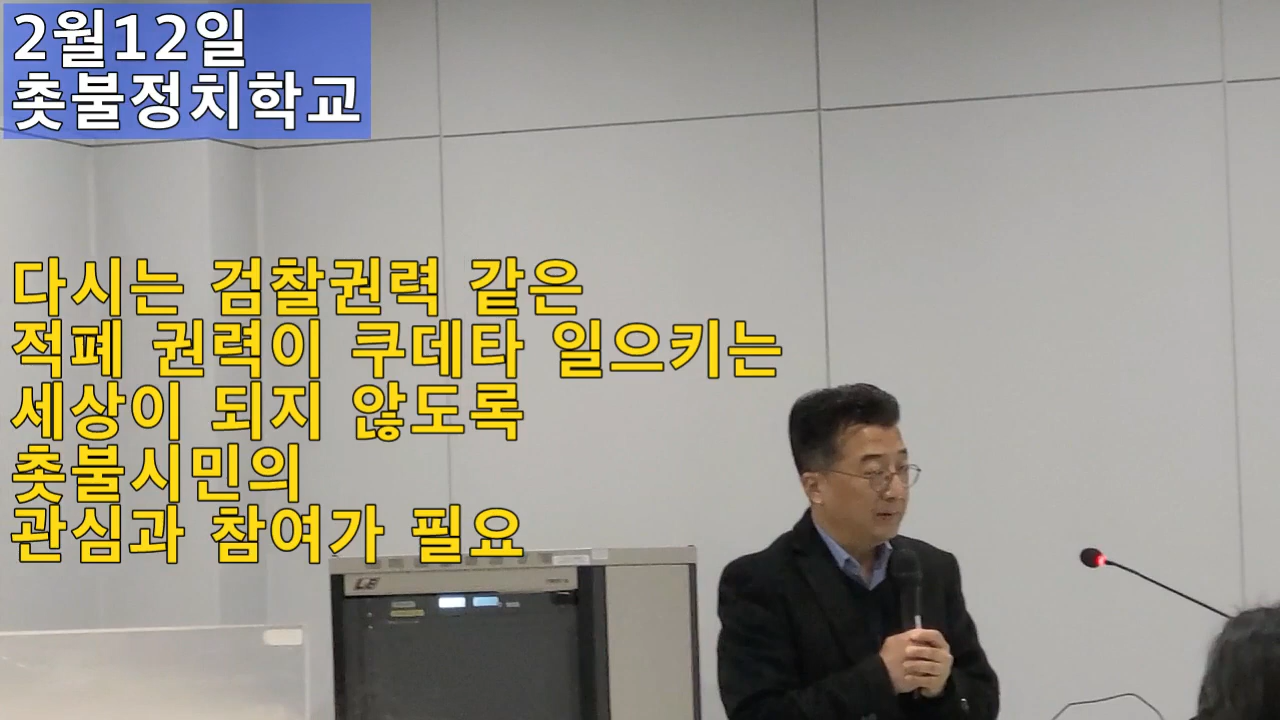 2월12일
촛불정치학교
다시는 검찰권력 같은
적폐 권력이 쿠데타 일으키는
세상이 되지 않도록
촛불시민의
관심과 참여가 필요